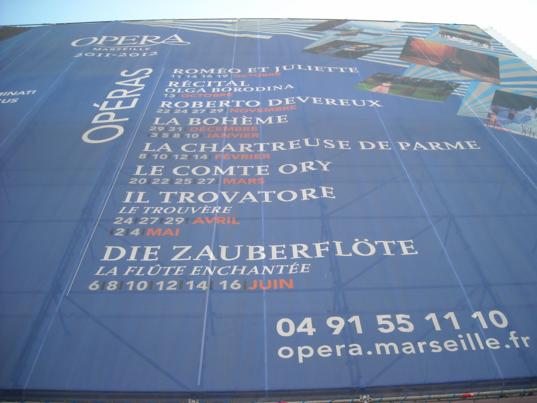 OPERA
MARSEILLE
2011-2012
OPÉRAS
ROMÉO ET JULIETTE
OCTOBRE
RÉCITAL
OLGA BORODINA
13 OCTOBRE
ROBERTO DEVEREUX
22 24 27 29 NOVEMBRE
LA BOHÈME
29 31 DÉCEMBRE
3 5 8 10 JANVIER
LA CHARTREUSE DE PARME
8 10 12 14 FÉVRIER
LE COMTE ORY
20 22 25 27 MARS
IL TROVATORE
LE TROUVÈRE
24 27 29 AVRIL
2 4 MAI
DIE ZAUBERFLÖTE
LA FLÛTE ENCHANTÉE
6 8 10 12 14 16 JUIN
04 91 55 11 10
opera.marseille.fr